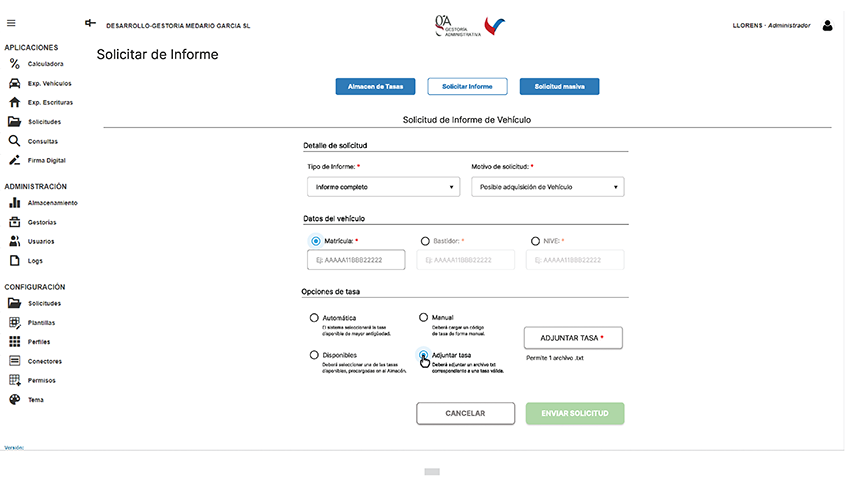 DESARROLLO-GESTORIA MEDARIO GARCIA SL
GA
GESTORÍA
ADMINISTRATIVA
LLORENS - Administrador
APLICACIONES
Calculadora
Exp. Vehículos
Exp. Escrituras
Solicitudes
Consultas
Firma Digital
ADMINISTRACIÓN
Almacenamiento
Gestorías
Usuarios
Logs
CONFIGURACIÓN
Solicitudes
Plantillas
Perfiles
Conectores
Permisos
Tema
Versión:
Solicitar de Informe
Almacen de Tasas
Solicitar Informe
Solicitud masiva
Solicitud de Informe de Vehículo
Detalle de solicitud
Tipo de Informe: *
Motivo de solicitud: *
Informe completo
Posible adquisición de Vehículo
Datos del vehículo
Matrícula: *
Bastidor: *
NIVE: *
Ej: AAAAA11BBB22222
Ej: AAAAA11BBB22222
Ej: AAAAA11BBB22222
Opciones de tasa
Automática
El sistema seleccionará la tasa
disponible de mayor antigüedad.
Manual
Deberá cargar un código
de tasa de forma manual.
Disponibles
Deberá seleccionar una de las tasas
disponibles, precargadas en el Almacén.
Adjuntar tasa
Deberá adjuntar un archivo txt
correspondiente a una tasa válida.
ADJUNTAR TASA *
Permite 1 archivo .txt
CANCELAR
ENVIAR SOLICITUD